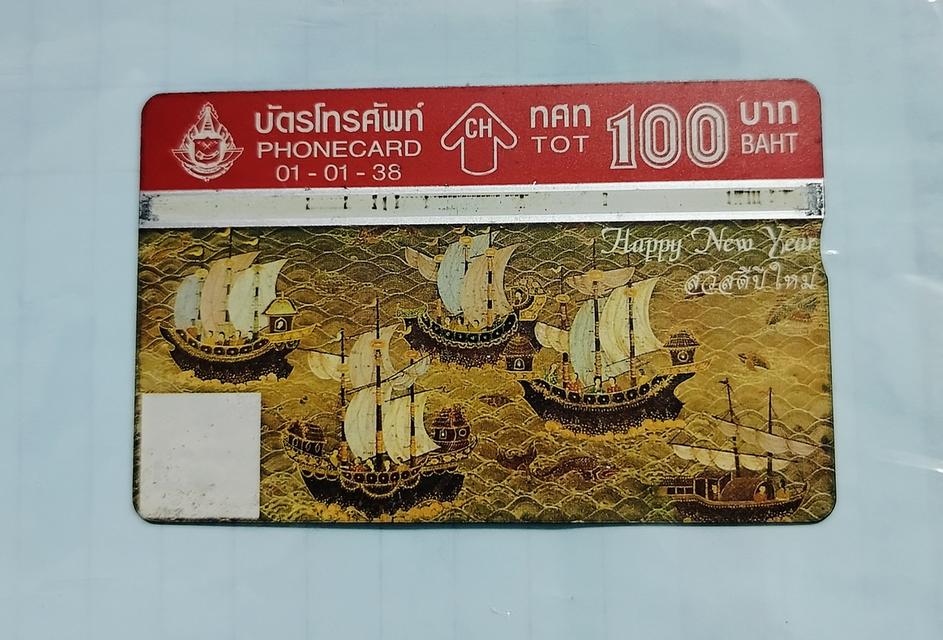 บัตรโทรศัพท์
PHONECARD
01-01-38
CH
ทศท
TOT
100 บาท
BAHT
Happy New Year
สวัสดีปีใหม่